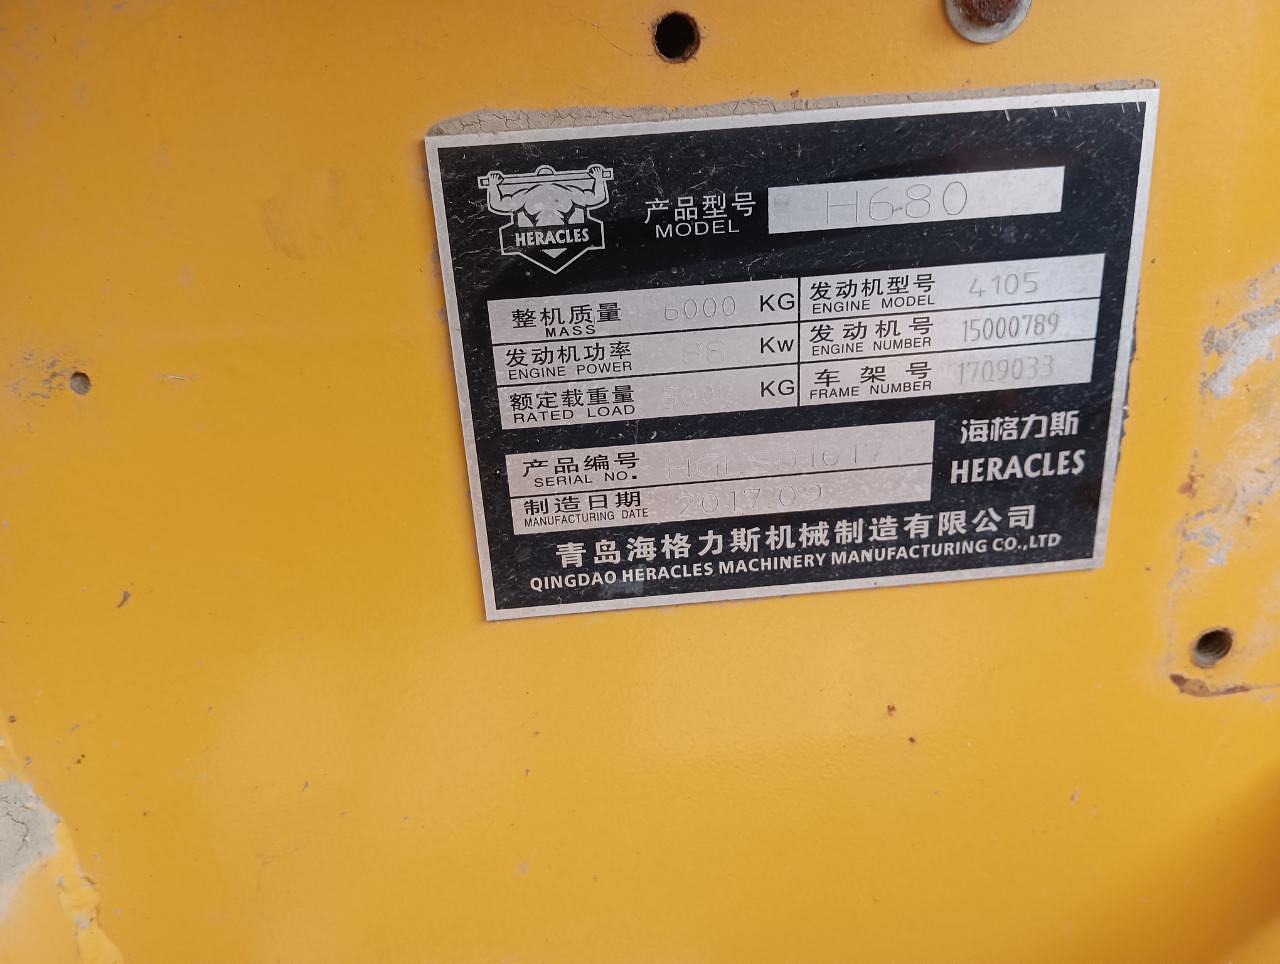 HERACLES
产品型号 H680
MODEL
整机质量 6000 KG
MASS
发动机型号 4105
ENGINE MODEL
发动机功率 88 Kw
ENGINE POWER
发动机号 15000789
ENGINE NUMBER
额定载重量 KG
RATED LOAD
车架号 1709033
FRAME NUMBER
产品编号
SERIAL NO.
制造日期 2017.09
MANUFACTURING DATE
海格力斯
HERACLES
青岛海格力斯机械制造有限公司
QINGDAO HERACLES MACHINERY MANUFACTURING CO.,LTD